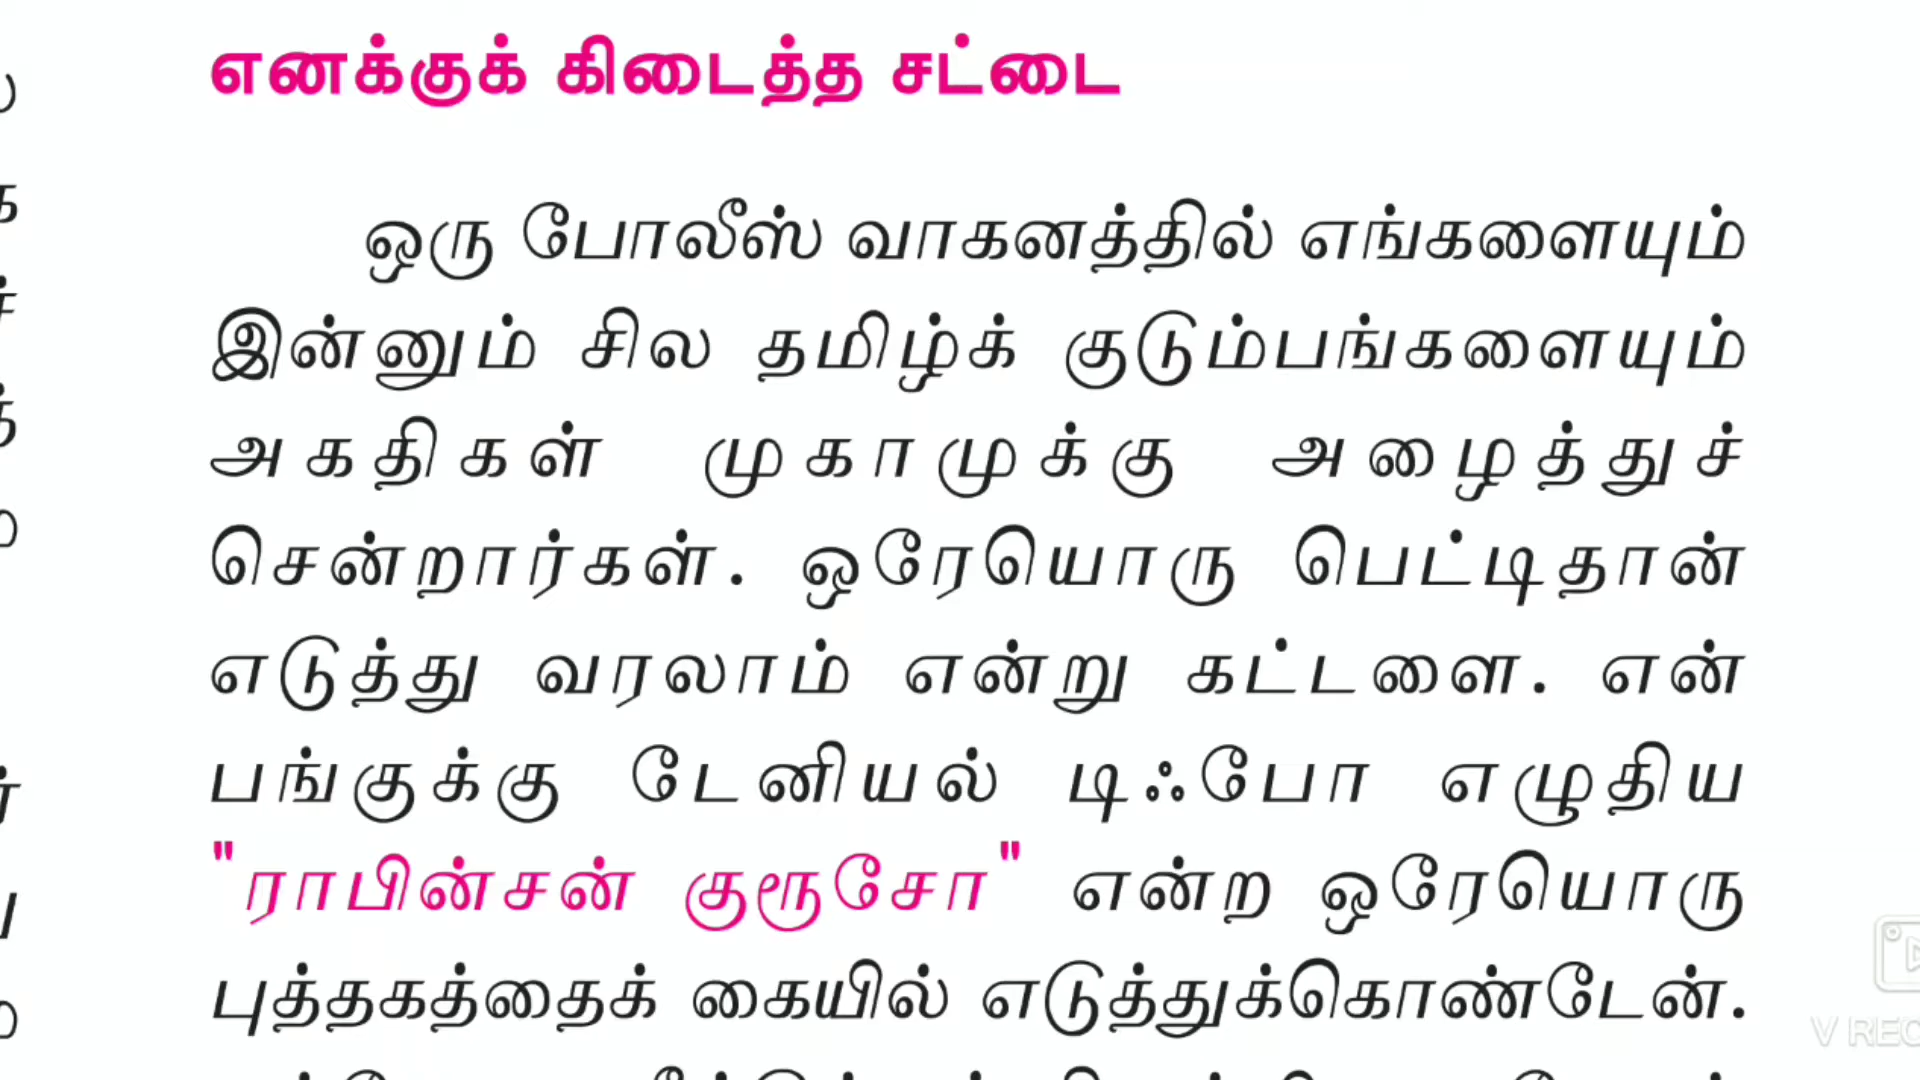 எனக்குக் கிடைத்த சட்டை
ஒரு போலீஸ் வாகனத்தில் எங்களையும்
இன்னும் சில தமிழ்க் குடும்பங்களையும்
அகதிகள் முகாமுக்கு அழைத்துச்
சென்றார்கள். ஒரேயொரு பெட்டிதான்
எடுத்து வரலாம் என்று கட்டளை. என்
பங்குக்கு டேனியல் டிஃபோ எழுதிய
"ராபின்சன் குரூசோ" என்ற ஒரேயொரு
புத்தகத்தைக் கையில் எடுத்துக்கொண்டேன்.
V REC